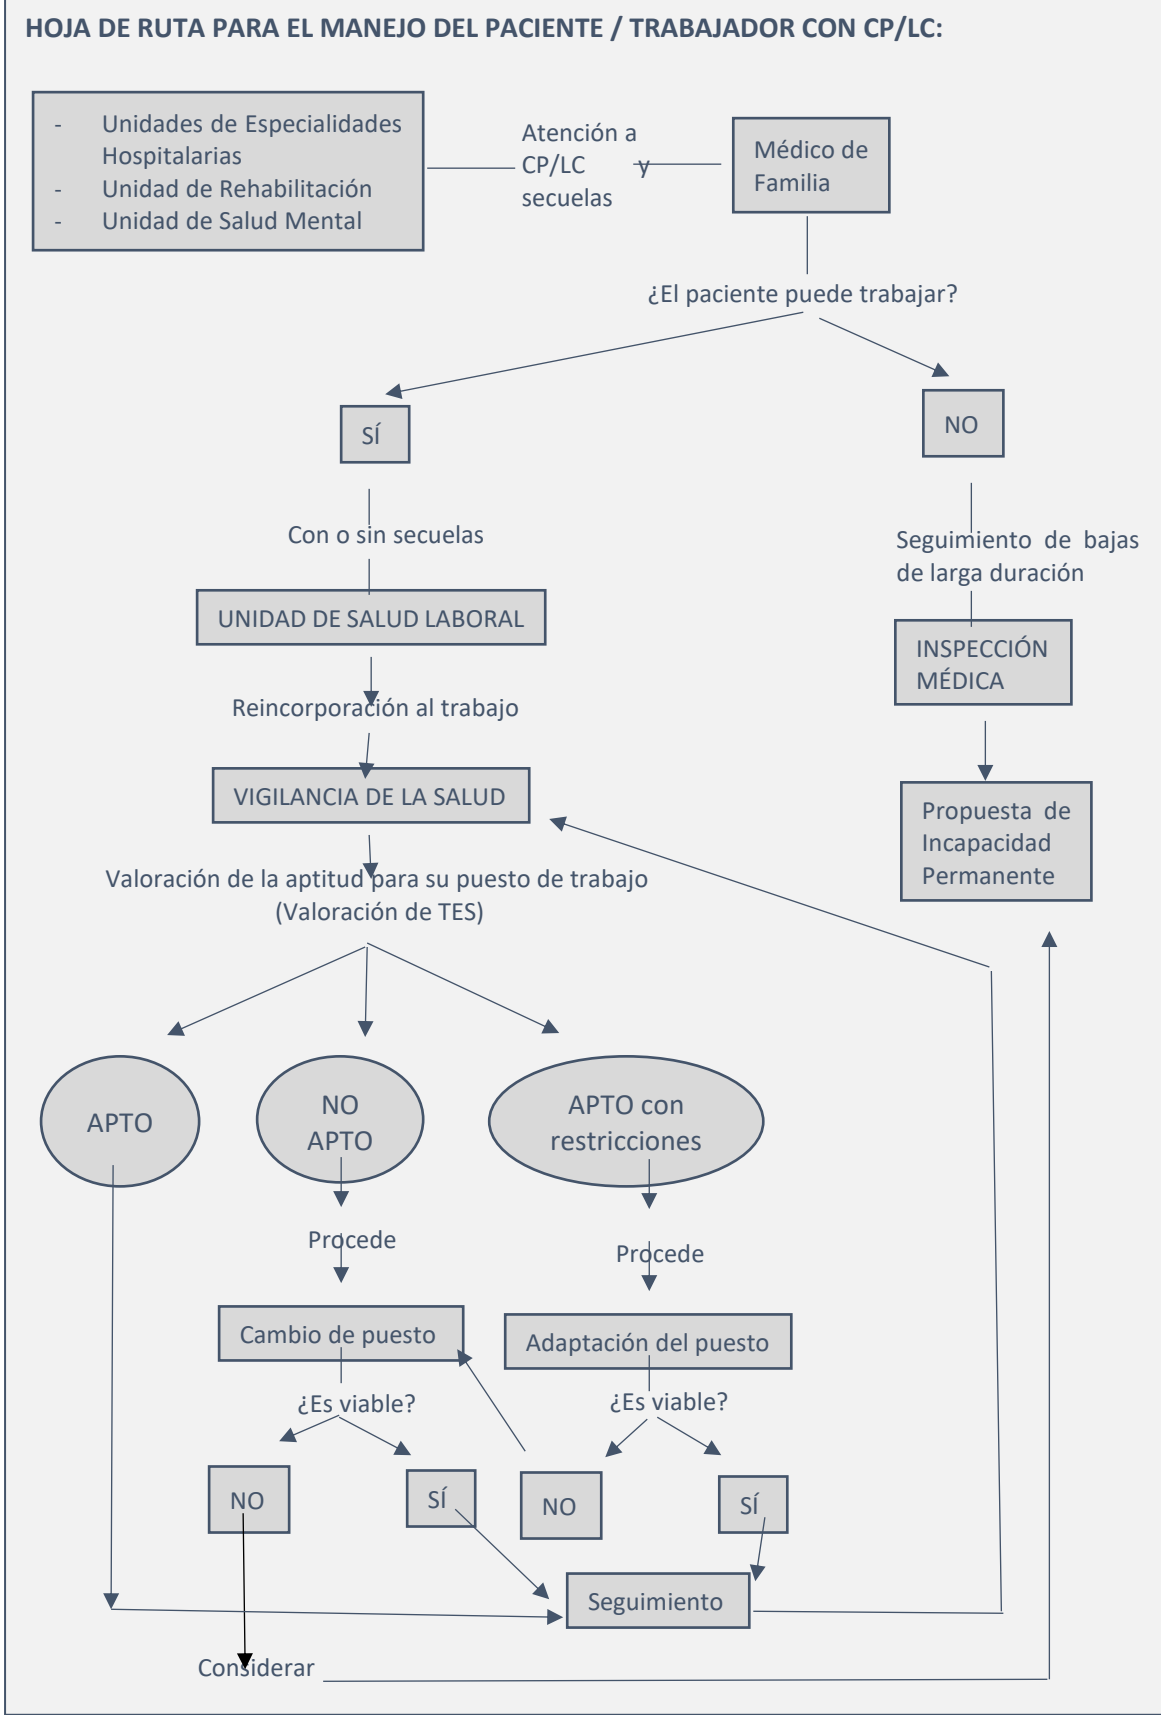 HOJA DE RUTA PARA EL MANEJO DEL PACIENTE / TRABAJADOR CON CP/LC:
- Unidades de Especialidades
Hospitalarias
- Unidad de Rehabilitación
- Unidad de Salud Mental
Atención a
CP/LC y
secuelas
Médico de
Familia
¿El paciente puede trabajar?
SÍ
NO
Con o sin secuelas
Seguimiento de bajas
de larga duración
UNIDAD DE SALUD LABORAL
INSPECCIÓN
MÉDICA
Reincorporación al trabajo
VIGILANCIA DE LA SALUD
Propuesta de
Incapacidad
Permanente
Valoración de la aptitud para su puesto de trabajo
(Valoración de TES)
APTO
NO
APTO
APTO con
restricciones
Procede
Procede
Cambio de puesto
Adaptación del puesto
¿Es viable?
¿Es viable?
NO
SÍ
NO
SÍ
Seguimiento
Considerar